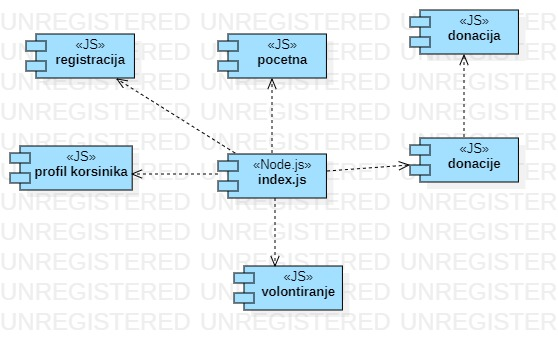 UNREGISTERED UNREGISTERED UNREGISTERED
«JS»
donacija
«JS»
registracija
«JS»
pocetna
«JS»
profil korsinika
«Node.js»
index.js
«JS»
donacije
«JS»
volontiranje